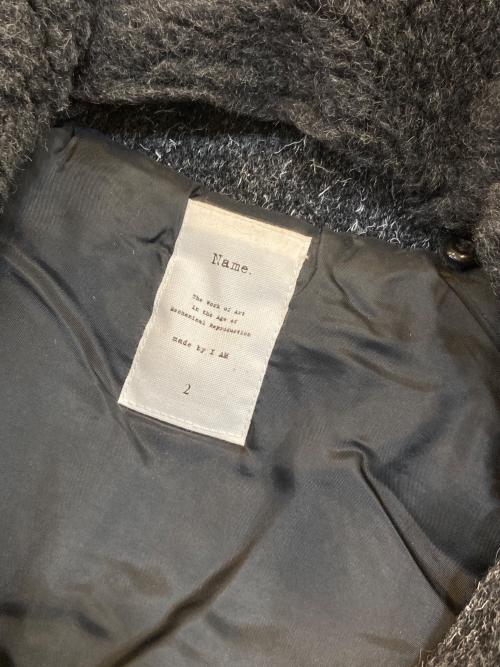 Name.
The Work of Art
in the Age of
Mechanical Reproduction
made by I AM
2